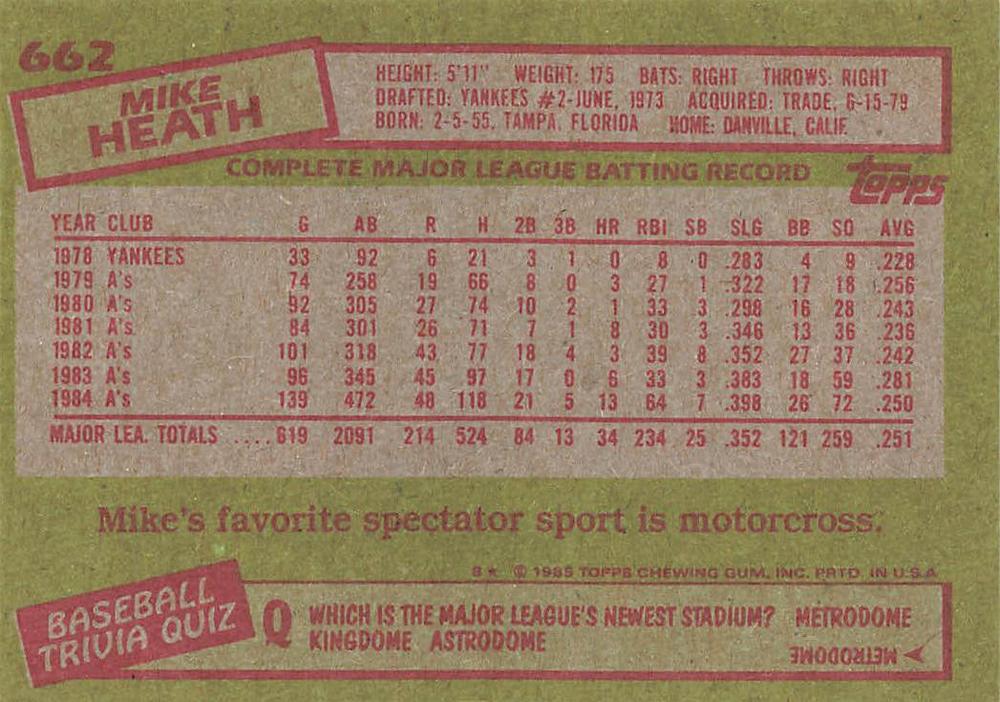 662
MIKE
HEATH
HEIGHT: 5'11" WEIGHT: 175 BATS: RIGHT THROWS: RIGHT
DRAFTED: YANKEES #2-JUNE, 1973 ACQUIRED: TRADE, 6-15-79
BORN: 2-5-55, TAMPA, FLORIDA HOME: DANVILLE, CALIF.
COMPLETE MAJOR LEAGUE BATTING RECORD
topps
YEAR CLUB G AB R H 2B 3B HR RBI SB SLG BB SO AVG
1978 YANKEES 33 92 6 21 3 1 0 8 0 .283 4 9 .228
1979 A's 74 258 19 66 8 0 3 27 1 .322 17 18 .256
1980 A's 92 305 27 74 10 2 1 33 3 .298 16 28 .243
1981 A's 84 301 26 71 7 1 8 30 3 .346 13 36 .236
1982 A's 101 318 43 77 18 4 3 39 8 .352 27 37 .242
1983 A's 96 345 45 97 17 0 6 33 3 .383 18 59 .281
1984 A's 139 472 48 118 21 5 13 64 7 .398 26 72 .250
MAJOR LEA. TOTALS ....619 2091 214 524 84 13 34 234 25 .352 121 259 .251
Mike's favorite spectator sport is motorcross.
B★ © 1985 TOPPS CHEWING GUM, INC. PRTD. IN U.S.A.
BASEBALL
TRIVIA QUIZ
Q WHICH IS THE MAJOR LEAGUE'S NEWEST STADIUM? METRODOME
KINGDOME ASTRODOME
METRODOME